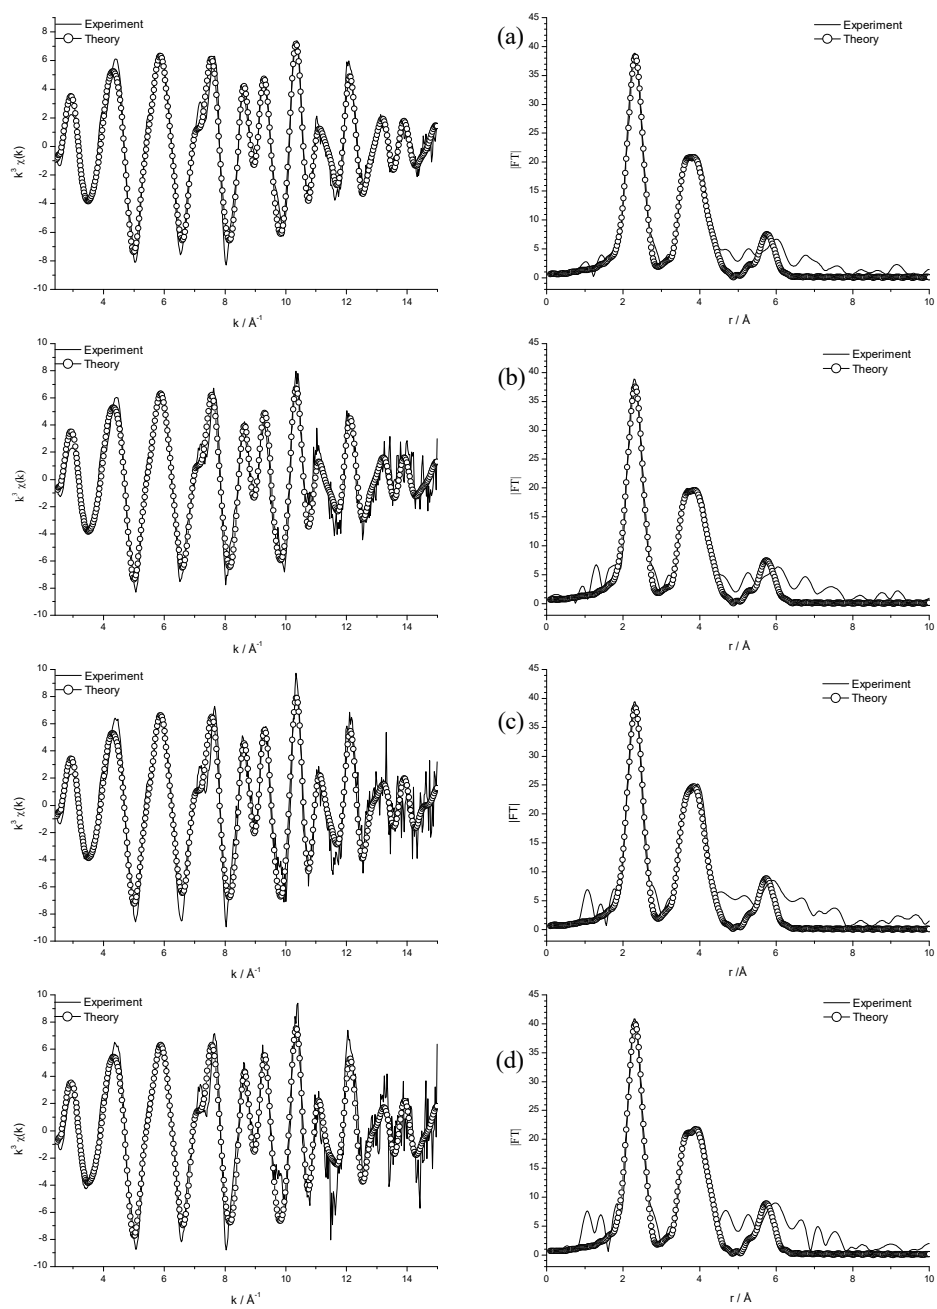 Experiment
Theory
8
6
4
2
0
-2
-4
-6
-8
-10
k³ χ(k)
4 6 8 10 12 14
k / Å⁻¹
(a)
Experiment
Theory
45
40
35
30
25
20
15
10
5
0
|FT|
0 2 4 6 8 10
r / Å
Experiment
Theory
10
8
6
4
2
0
-2
-4
-6
-8
-10
k³ χ(k)
4 6 8 10 12 14
k / Å⁻¹
(b)
Experiment
Theory
45
40
35
30
25
20
15
10
5
0
|FT|
0 2 4 6 8 10
r / Å
Experiment
Theory
10
8
6
4
2
0
-2
-4
-6
-8
-10
k³ χ(k)
4 6 8 10 12 14
k / Å⁻¹
(c)
Experiment
Theory
45
40
35
30
25
20
15
10
5
0
|FT|
0 2 4 6 8 10
r /Å
Experiment
Theory
10
8
6
4
2
0
-2
-4
-6
-8
-10
k³ χ(k)
4 6 8 10 12 14
k / Å⁻¹
(d)
Experiment
Theory
45
40
35
30
25
20
15
10
5
0
|FT|
0 2 4 6 8 10
r / Å